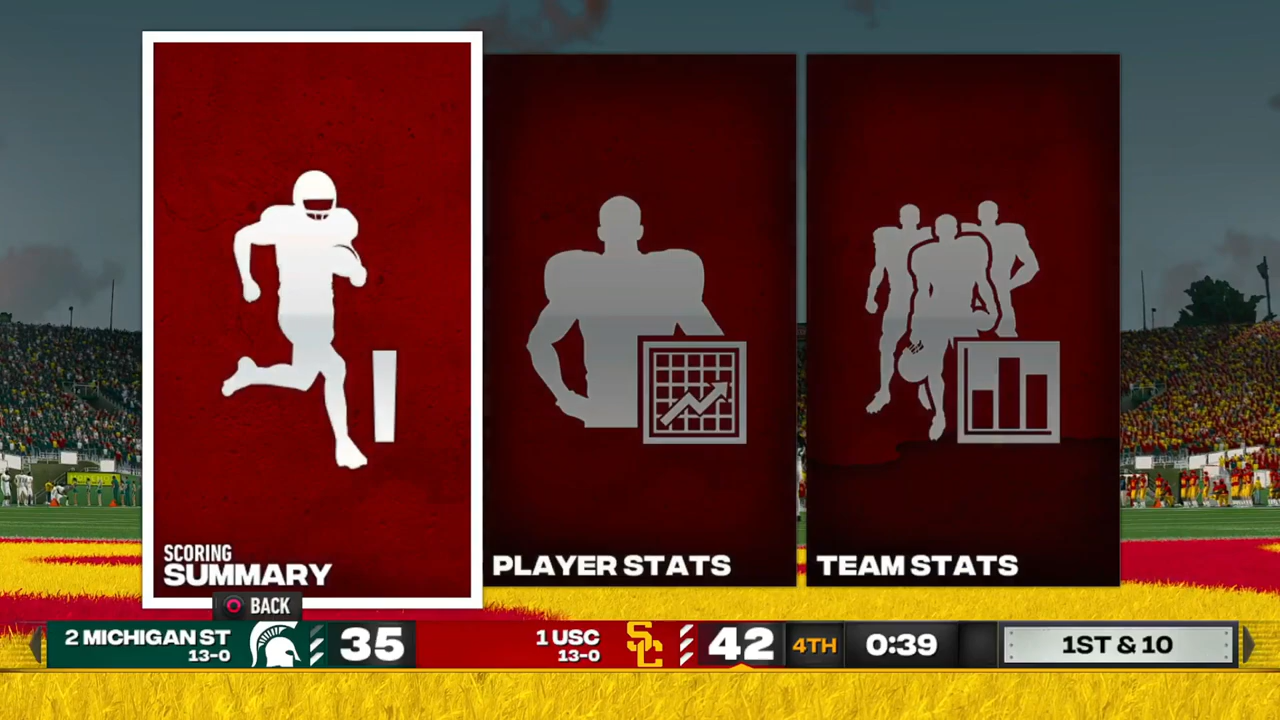 SCORING
SUMMARY
PLAYER STATS
TEAM STATS
BACK
2 MICHIGAN ST
13-0
35
1 USC
13-0
SC
42
4TH
0:39
1ST & 10